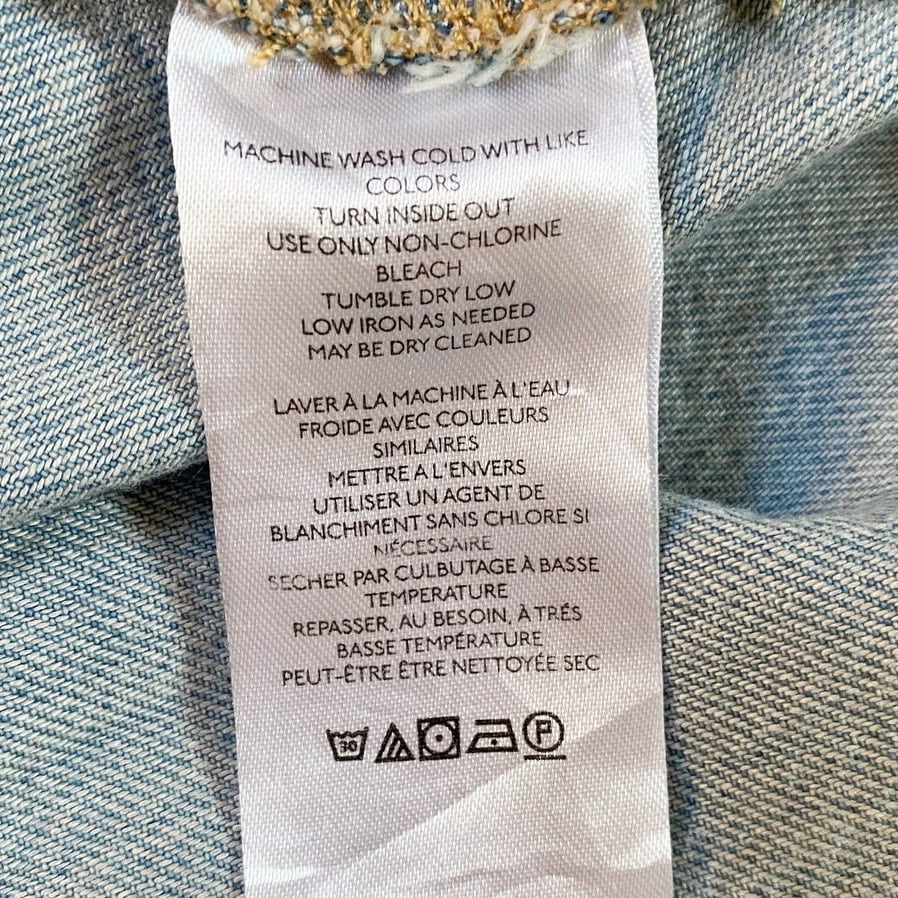 MACHINE WASH COLD WITH LIKE
COLORS
TURN INSIDE OUT
USE ONLY NON-CHLORINE
BLEACH
TUMBLE DRY LOW
LOW IRON AS NEEDED
MAY BE DRY CLEANED
LAVER À LA MACHINE À L'EAU
FROIDE AVEC COULEURS
SIMILAIRES
METTRE A L'ENVERS
UTILISER UN AGENT DE
BLANCHIMENT SANS CHLORE SI
NÉCESSAIRE
SECHER PAR CULBUTAGE À BASSE
TEMPERATURE
REPASSER, AU BESOIN, À TRÉS
BASSE TEMPÉRATURE
PEUT-ÊTRE ÊTRE NETTOYÉE SEC
30 P